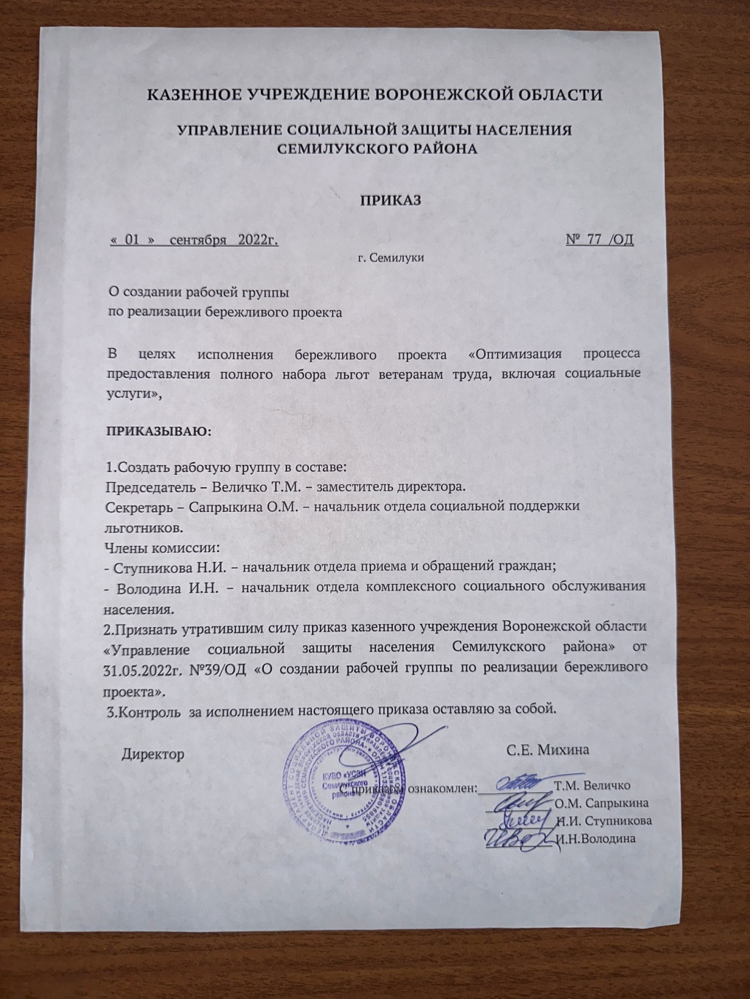 КАЗЕННОЕ УЧРЕЖДЕНИЕ ВОРОНЕЖСКОЙ ОБЛАСТИ
УПРАВЛЕНИЕ СОЦИАЛЬНОЙ ЗАЩИТЫ НАСЕЛЕНИЯ
СЕМИЛУКСКОГО РАЙОНА
ПРИКАЗ
« 01 » сентября 2022г. № 77 /ОД
г. Семилуки
О создании рабочей группы
по реализации бережливого проекта
В целях исполнения бережливого проекта «Оптимизация процесса
предоставления полного набора льгот ветеранам труда, включая социальные
услуги»,
ПРИКАЗЫВАЮ:
1.Создать рабочую группу в составе:
Председатель – Величко Т.М. – заместитель директора.
Секретарь – Сапрыкина О.М. – начальник отдела социальной поддержки
льготников.
Члены комиссии:
- Ступникова Н.И. – начальник отдела приема и обращений граждан;
- Володина И.Н. – начальник отдела комплексного социального обслуживания
населения.
2.Признать утратившим силу приказ казенного учреждения Воронежской области
«Управление социальной защиты населения Семилукского района» от
31.05.2022г. №39/ОД «О создании рабочей группы по реализации бережливого
проекта».
3.Контроль за исполнением настоящего приказа оставляю за собой.
Директор С.Е. Михина
КУВО «УСЗН
Семилукского
района»
С приказом ознакомлен: Т.М. Величко
О.М. Сапрыкина
Н.И. Ступникова
И.Н.Володина